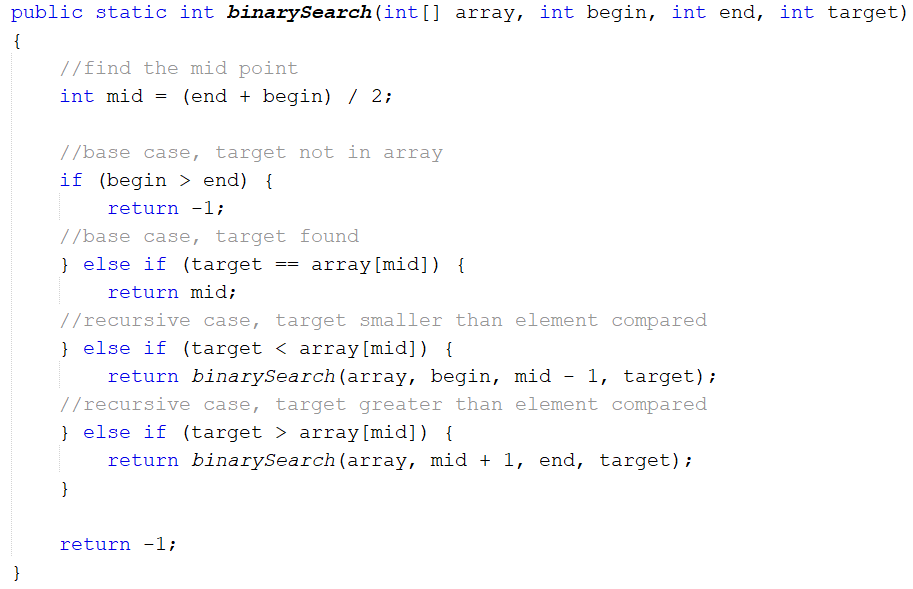 public static int binarySearch(int[] array, int begin, int end, int target)
{
    //find the mid point
    int mid = (end + begin) / 2;

    //base case, target not in array
    if (begin > end) {
        return -1;
    //base case, target found
    } else if (target == array[mid]) {
        return mid;
    //recursive case, target smaller than element compared
    } else if (target < array[mid]) {
        return binarySearch(array, begin, mid - 1, target);
    //recursive case, target greater than element compared
    } else if (target > array[mid]) {
        return binarySearch(array, mid + 1, end, target);
    }

    return -1;
}